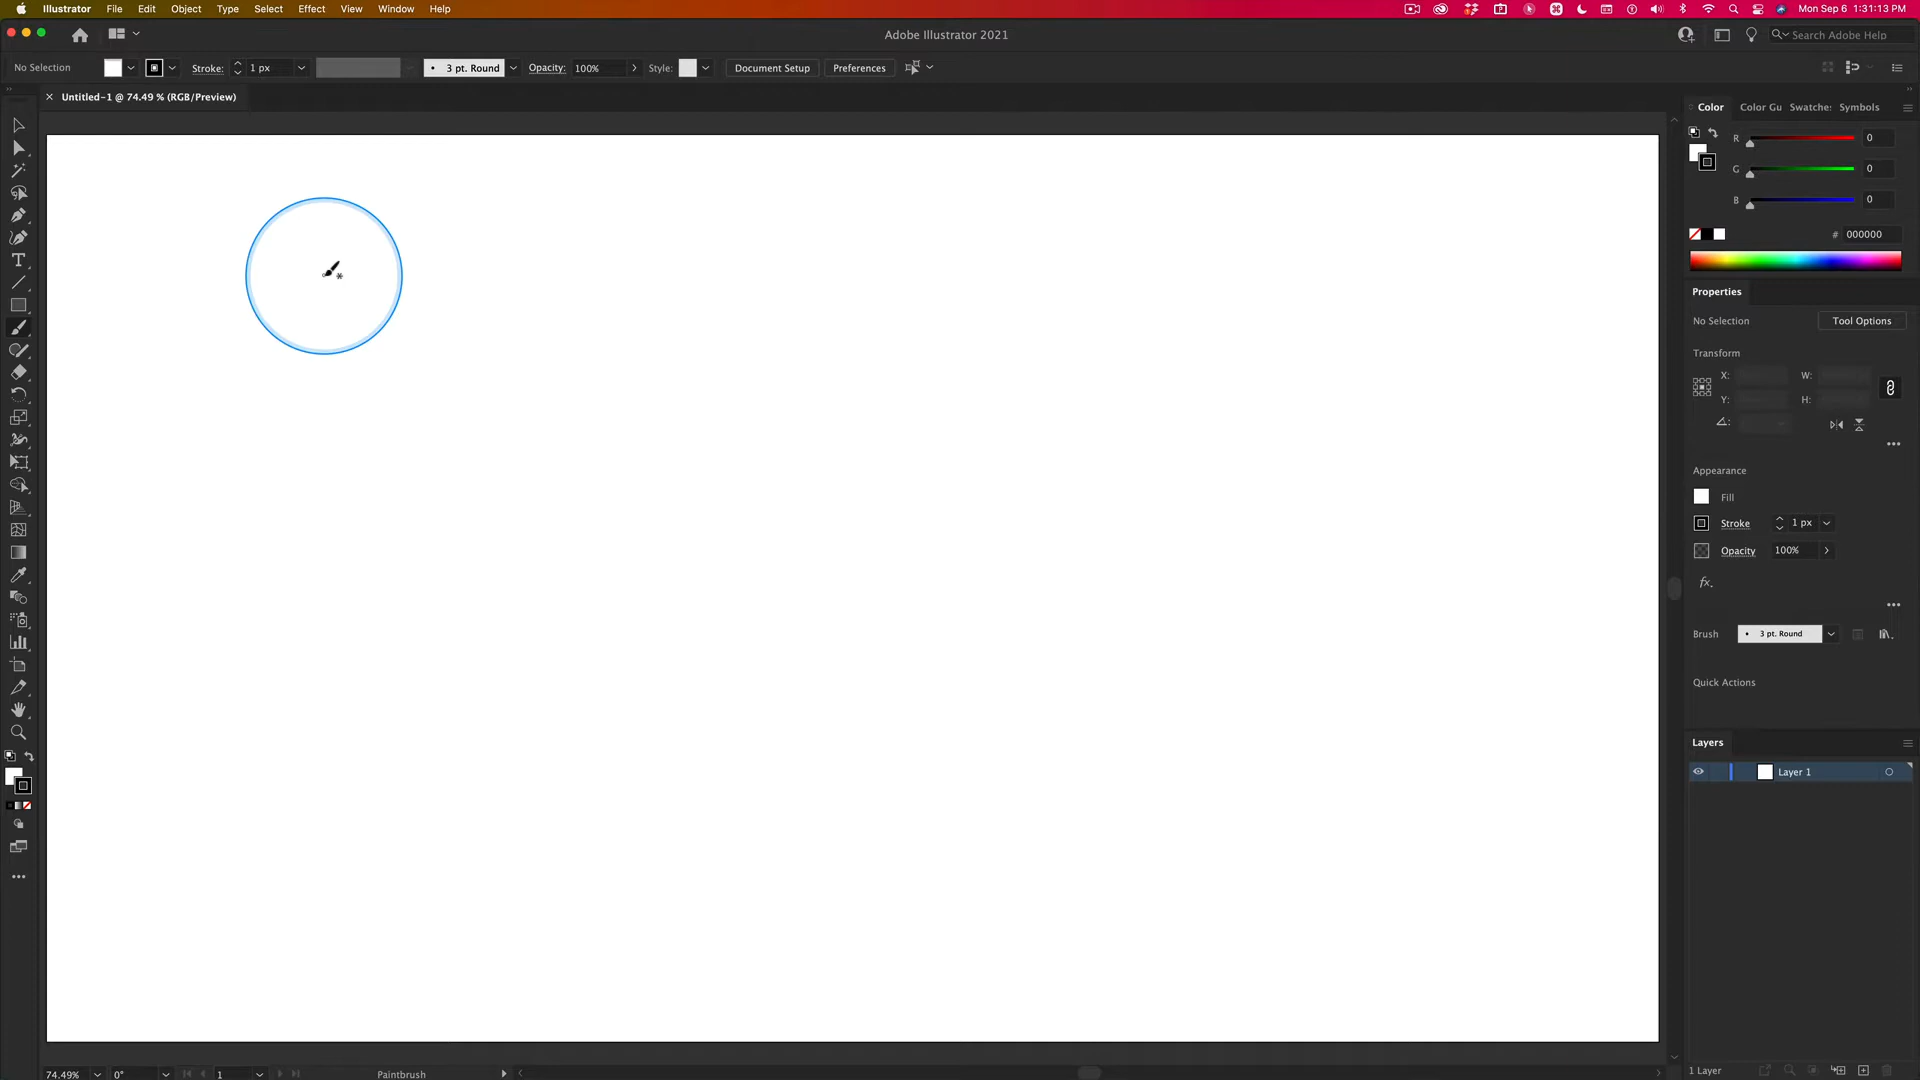 Illustrator File Edit Object Type Select Effect View Window Help Mon Sep 6 1:31:13 PM
Adobe Illustrator 2021 Search Adobe Help
No Selection Stroke: 1 px 3 pt. Round Opacity: 100% Style: Document Setup Preferences
Untitled-1 @ 74.49 % (RGB/Preview)
Color Color Gu Swatche: Symbols
R 0
G 0
B 0
# 000000
Properties
No Selection Tool Options
Transform
X: W:
Y: H:
Appearance
Fill
Stroke 1 px
Opacity 100%
fx.
Brush 3 pt. Round
Quick Actions
Layers
Layer 1
74.49% 0° 1 Paintbrush 1 Layer